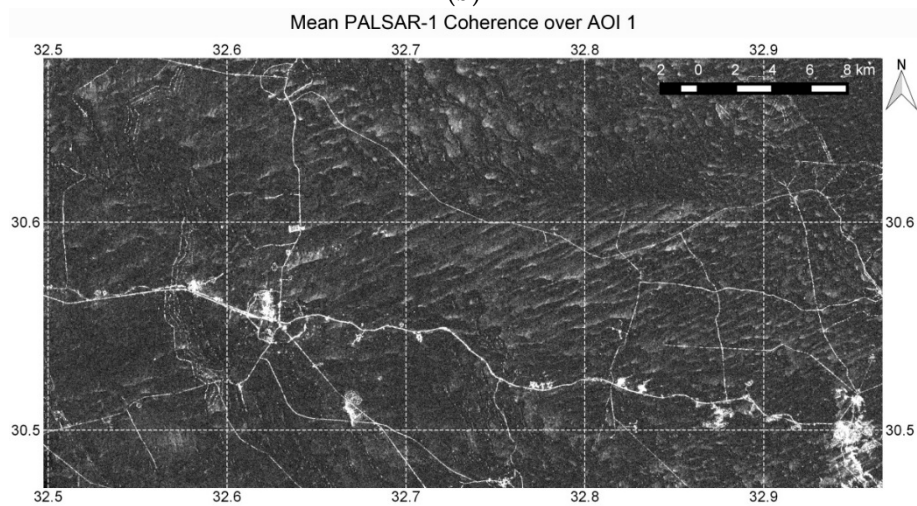 (b)
Mean PALSAR-1 Coherence over AOI 1
32.5 32.6 32.7 32.8 32.9
2 0 2 4 6 8 km
N
30.6 30.6
30.5 30.5
32.5 32.6 32.7 32.8 32.9